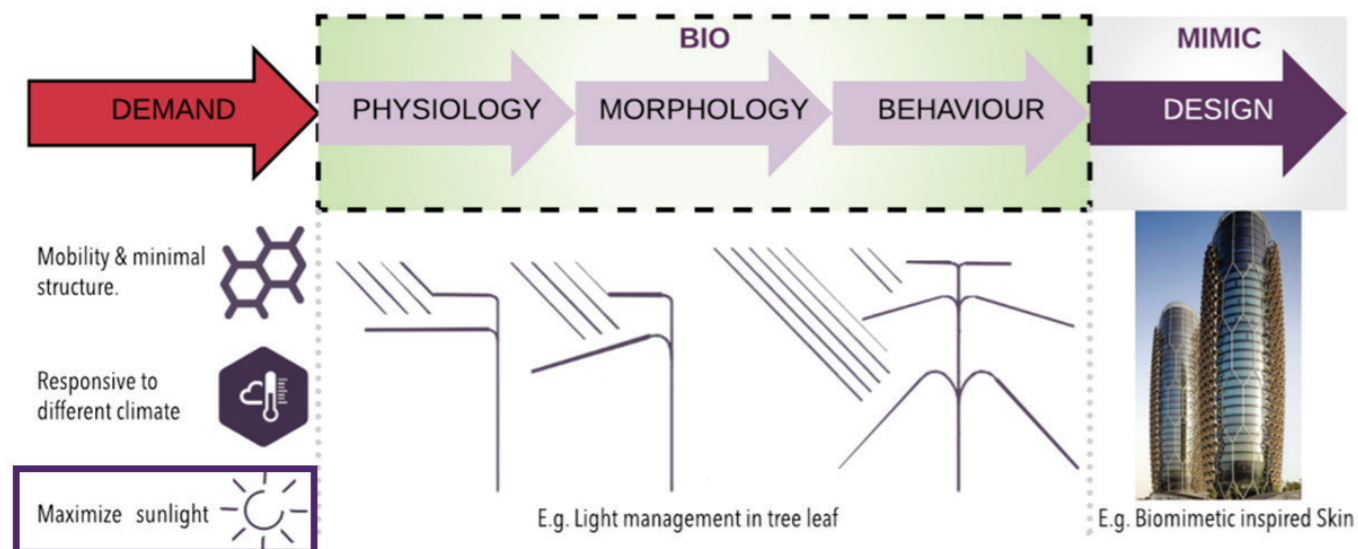 BIO
MIMIC
DEMAND
PHYSIOLOGY
MORPHOLOGY
BEHAVIOUR
DESIGN
Mobility & minimal
structure.
Responsive to
different climate
Maximize sunlight
E.g. Light management in tree leaf
E.g. Biomimetic inspired Skin